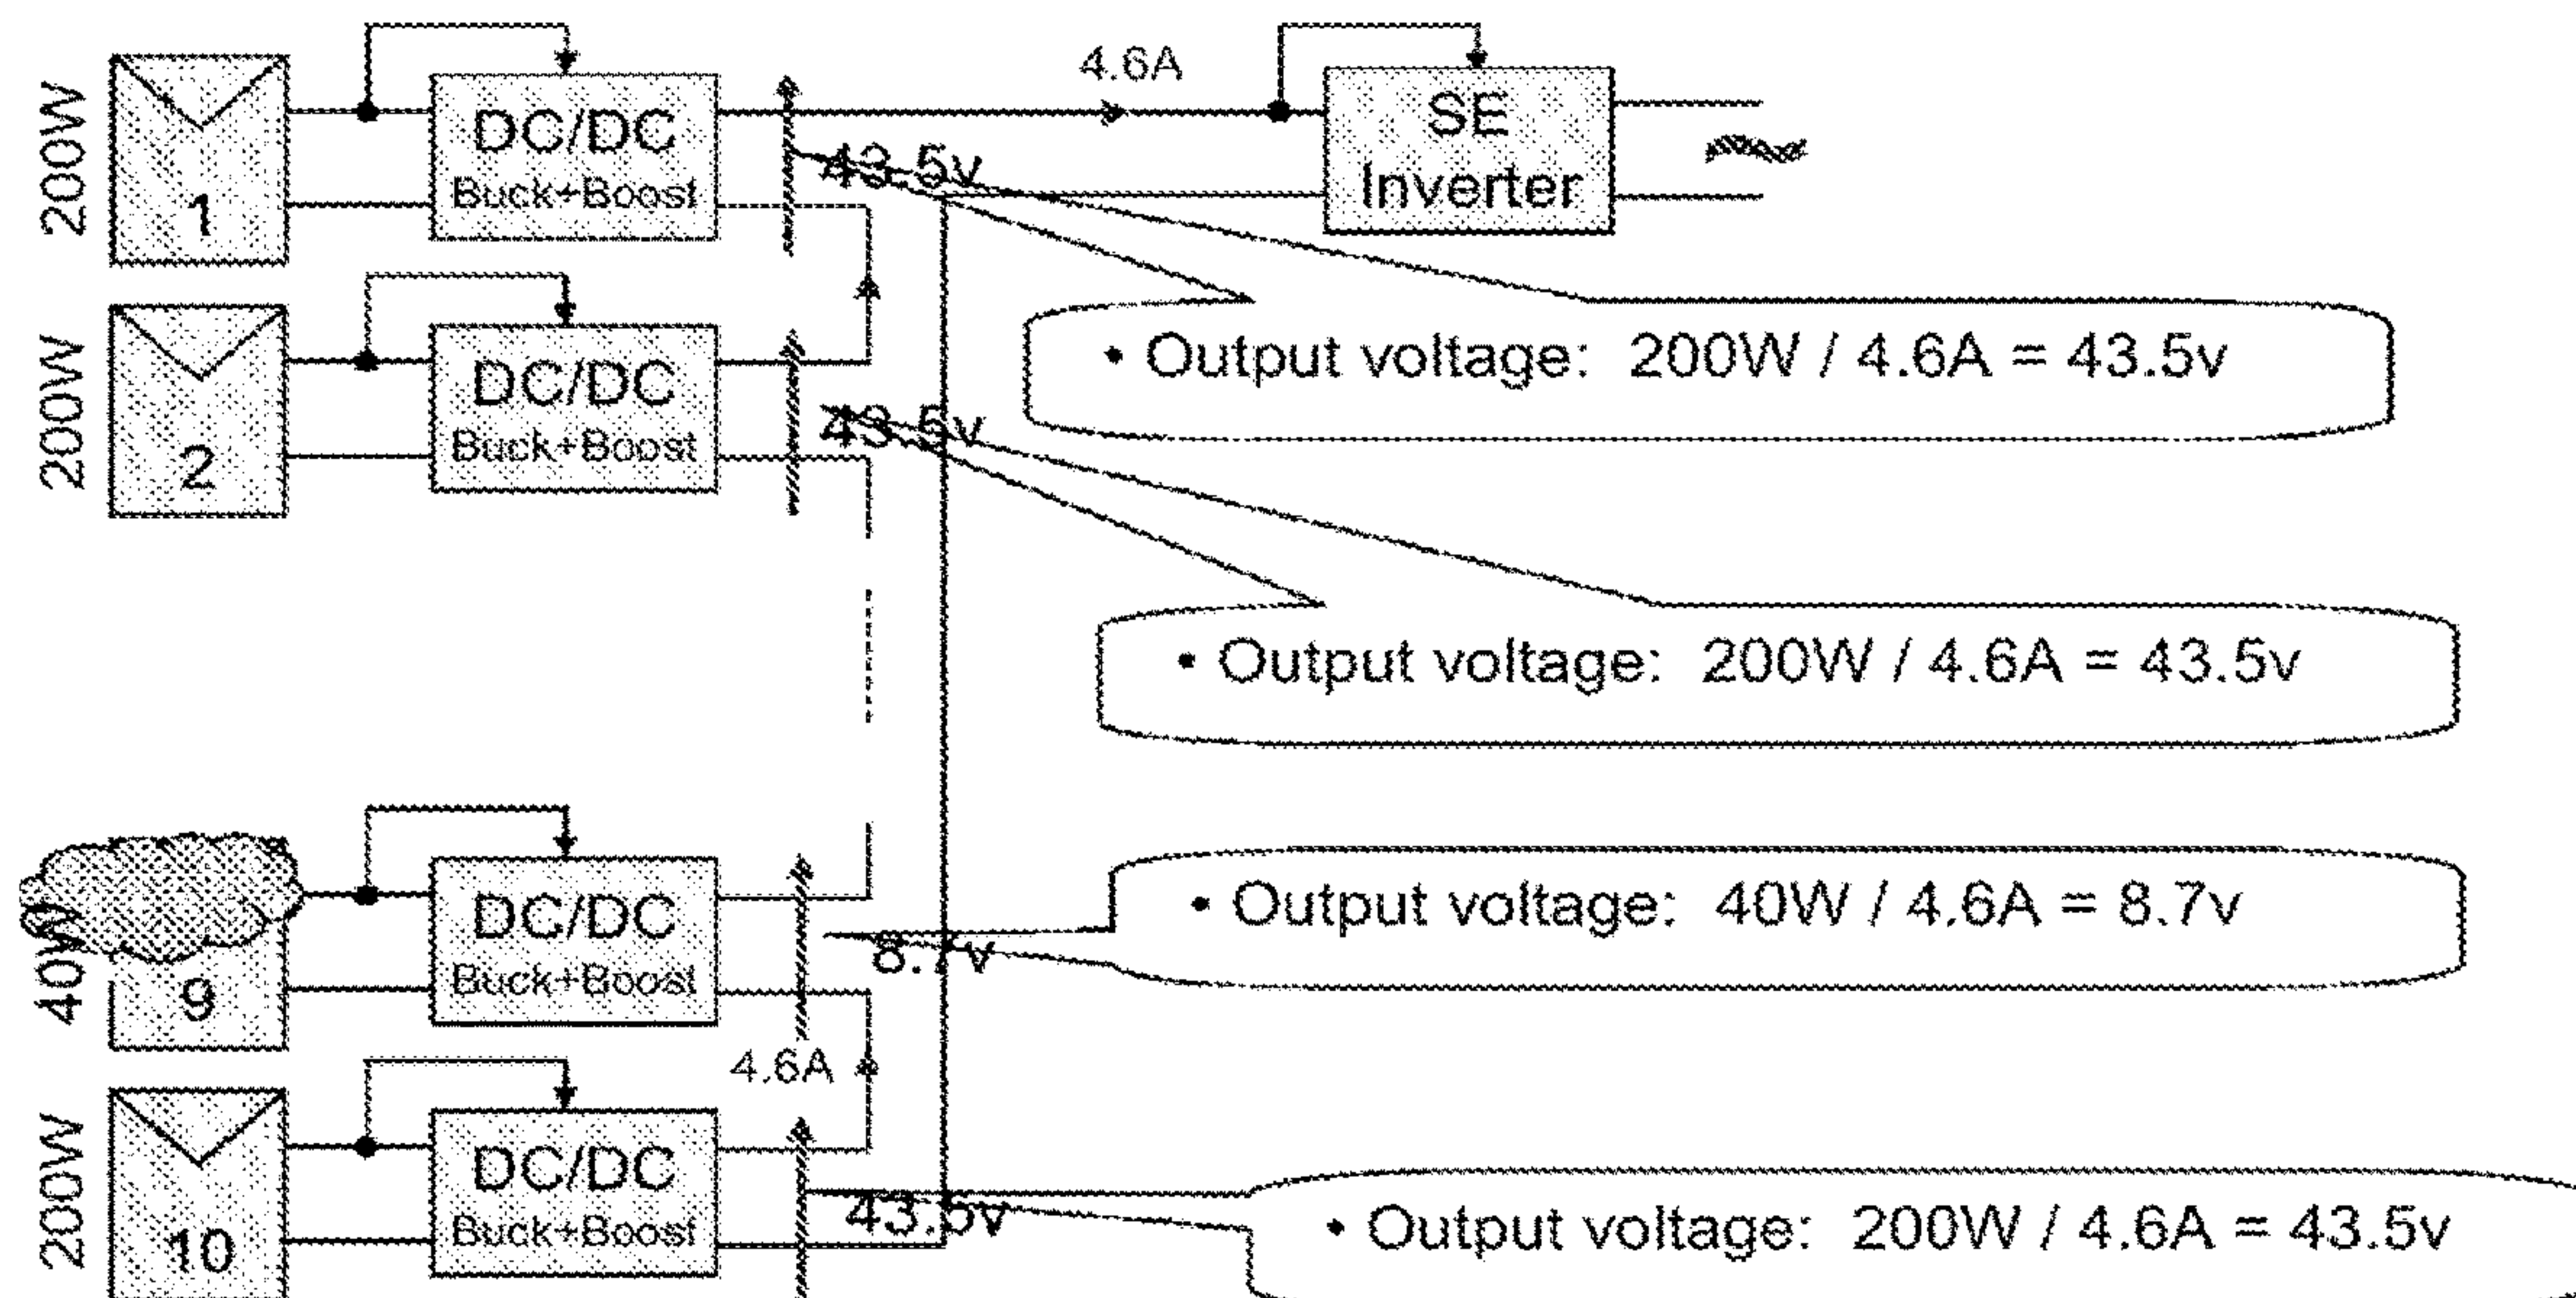 200W
1
DC/DC
Buck+Boost
43.5v
4.6A
SE
Inverter
• Output voltage: 200W / 4.6A = 43.5v
200W
2
DC/DC
Buck+Boost
43.5v
• Output voltage: 200W / 4.6A = 43.5v
40W
9
DC/DC
Buck+Boost
8.7v
• Output voltage: 40W / 4.6A = 8.7v
4.6A
200W
10
DC/DC
Buck+Boost
43.5v
• Output voltage: 200W / 4.6A = 43.5v